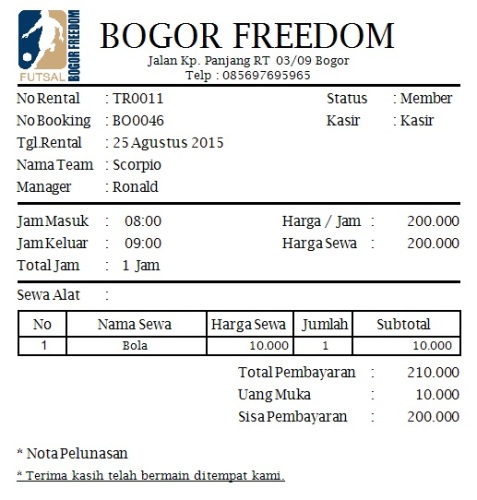 BOGOR FREEDOM
FUTSAL
BOGOR FREEDOM
Jalan Kp. Panjang RT 03/09 Bogor
Telp : 085697695965
No Rental : TR0011 Status : Member
No Booking : BO0046 Kasir : Kasir
Tgl.Rental : 25 Agustus 2015
Nama Team : Scorpio
Manager : Ronald
Jam Masuk : 08:00 Harga / Jam : 200.000
Jam Keluar : 09:00 Harga Sewa : 200.000
Total Jam : 1 Jam
Sewa Alat :
No Nama Sewa Harga Sewa Jumlah Subtotal
1 Bola 10.000 1 10.000
Total Pembayaran : 210.000
Uang Muka : 10.000
Sisa Pembayaran : 200.000
* Nota Pelunasan
* Terima kasih telah bermain ditempat kami.